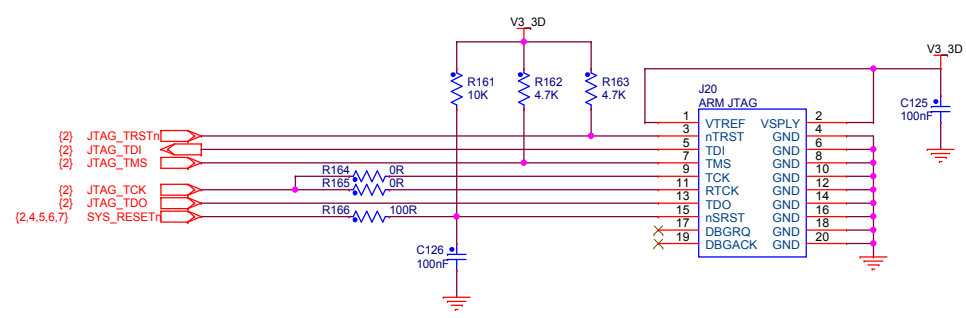 V3_3D
V3_3D
R161
10K
R162
4.7K
R163
4.7K
J20
ARM JTAG
C125
100nF
1 VTREF VSPLY 2
{2} JTAG_TRSTn 3 nTRST GND 4
{2} JTAG_TDI 5 TDI GND 6
{2} JTAG_TMS 7 TMS GND 8
R164 0R 9 TCK GND 10
{2} JTAG_TCK R165 0R 11 RTCK GND 12
{2} JTAG_TDO 13 TDO GND 14
{2,4,5,6,7} SYS_RESETn R166 100R 15 nSRST GND 16
17 DBGRQ GND 18
19 DBGACK GND 20
C126
100nF